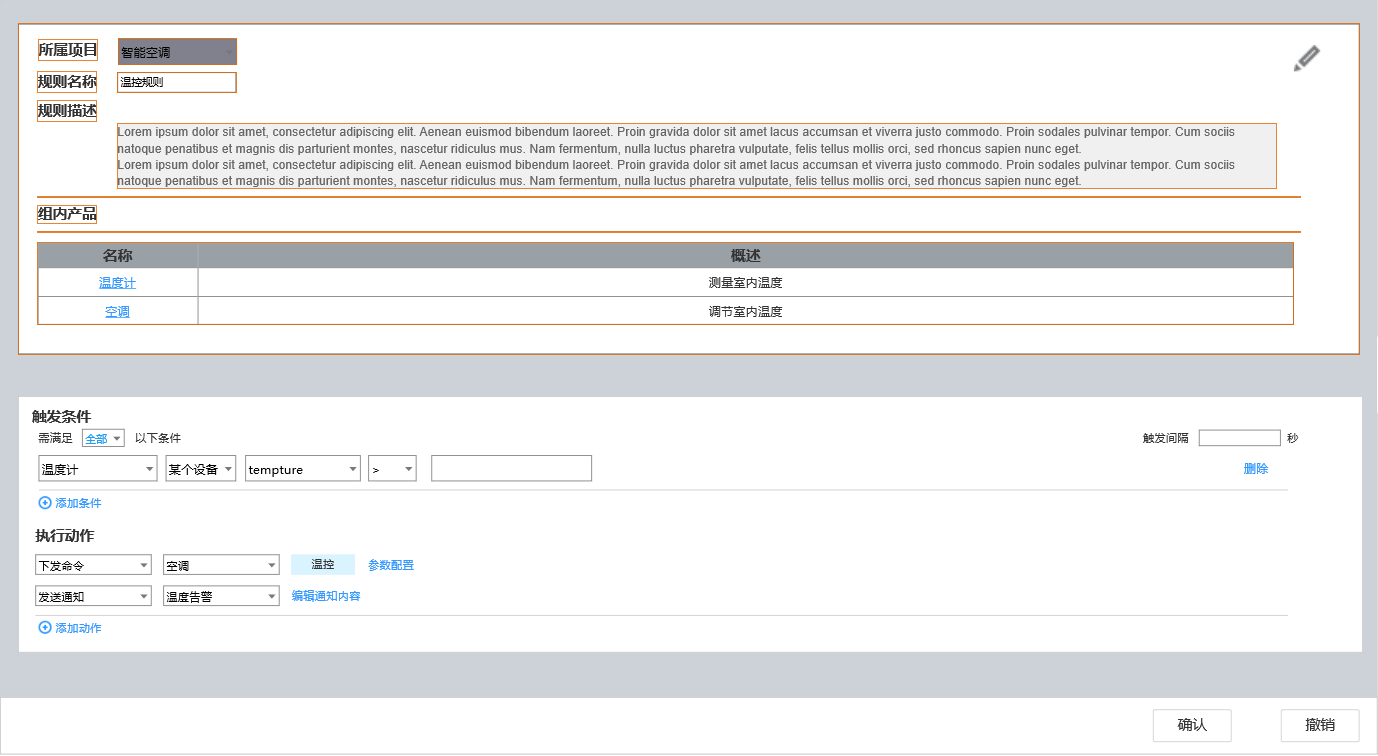 所属项目 智能空调
规则名称 温控规则
规则描述
Lorem ipsum dolor sit amet, consectetur adipiscing elit. Aenean euismod bibendum laoreet. Proin gravida dolor sit amet lacus accumsan et viverra justo commodo. Proin sodales pulvinar tempor. Cum sociis
natoque penatibus et magnis dis parturient montes, nascetur ridiculus mus. Nam fermentum, nulla luctus pharetra vulputate, felis tellus mollis orci, sed rhoncus sapien nunc eget.
Lorem ipsum dolor sit amet, consectetur adipiscing elit. Aenean euismod bibendum laoreet. Proin gravida dolor sit amet lacus accumsan et viverra justo commodo. Proin sodales pulvinar tempor. Cum sociis
natoque penatibus et magnis dis parturient montes, nascetur ridiculus mus. Nam fermentum, nulla luctus pharetra vulputate, felis tellus mollis orci, sed rhoncus sapien nunc eget.
组内产品
名称 概述
温度计 测量室内温度
空调 调节室内温度
触发条件
需满足 全部 以下条件 触发间隔 秒
温度计 某个设备 tempture > 删除
添加条件
执行动作
下发命令 空调 温控 参数配置
发送通知 温度告警 编辑通知内容
添加动作
确认 撤销